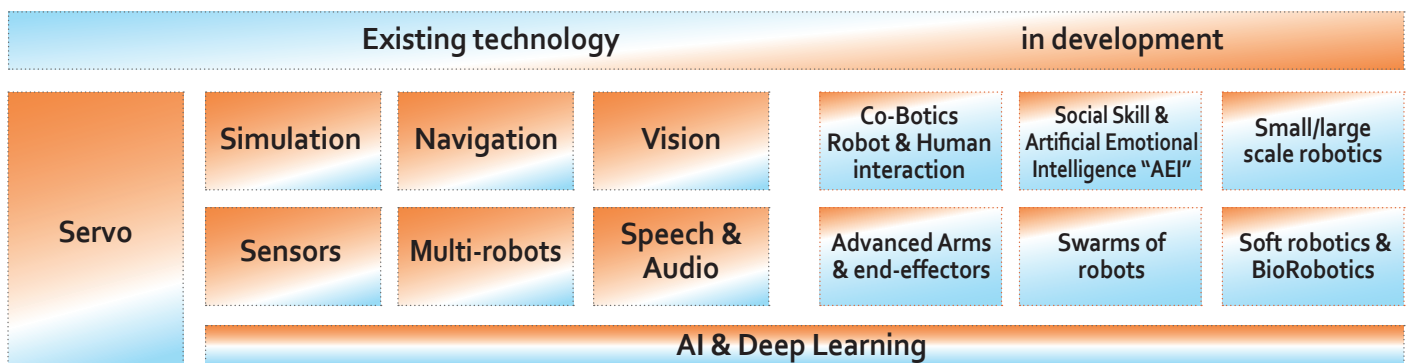 Existing technology
in development
Servo
Simulation
Navigation
Vision
Co-Botics
Robot & Human
interaction
Social Skill &
Artificial Emotional
Intelligence “AEI”
Small/large
scale robotics
Sensors
Multi-robots
Speech &
Audio
Advanced Arms
& end-effectors
Swarms of
robots
Soft robotics &
BioRobotics
AI & Deep Learning